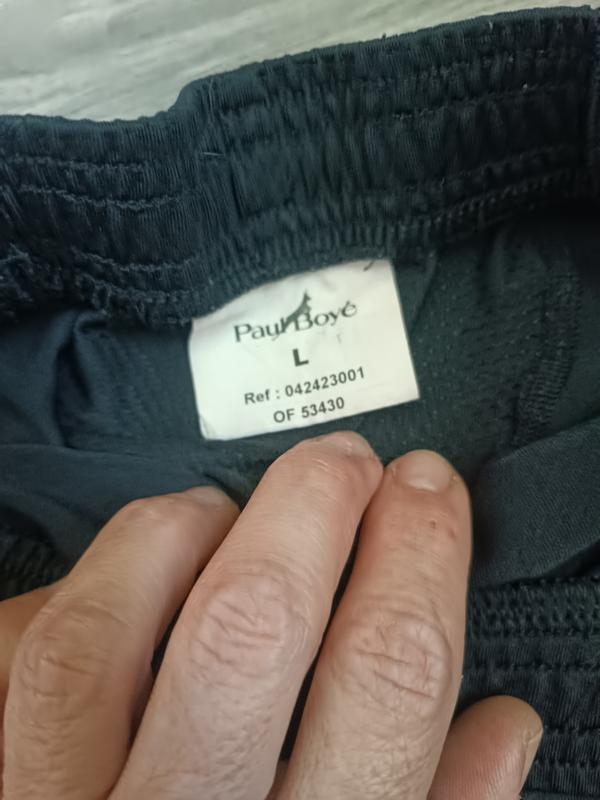 Paul Boyé
L
Ref : 042423001
OF 53430